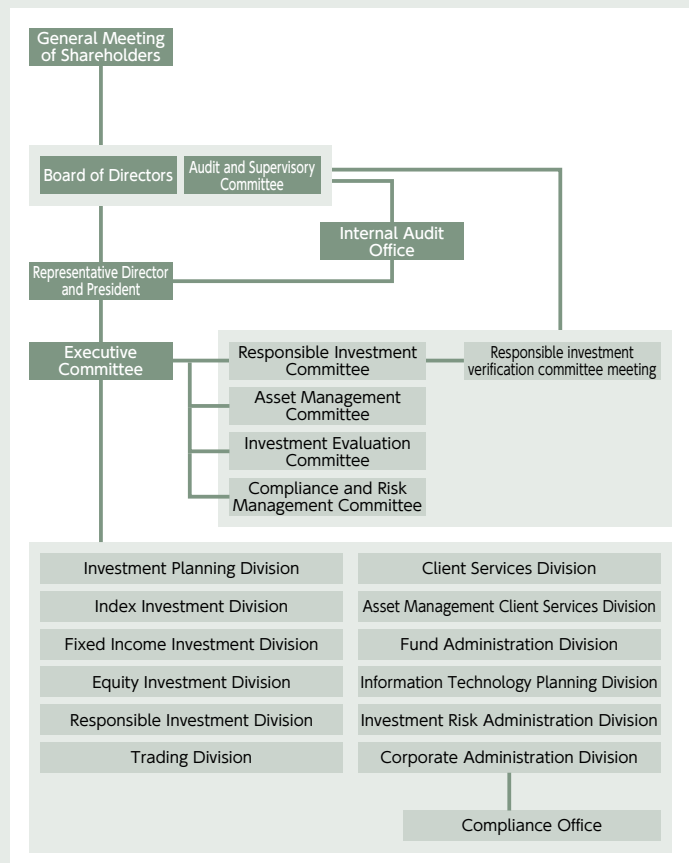 General Meeting
of Shareholders
Board of Directors
Audit and Supervisory
Committee
Internal Audit
Office
Representative Director
and President
Executive
Committee
Responsible Investment
Committee
Responsible investment
verification committee meeting
Asset Management
Committee
Investment Evaluation
Committee
Compliance and Risk
Management Committee
Investment Planning Division
Client Services Division
Index Investment Division
Asset Management Client Services Division
Fixed Income Investment Division
Fund Administration Division
Equity Investment Division
Information Technology Planning Division
Responsible Investment Division
Investment Risk Administration Division
Trading Division
Corporate Administration Division
Compliance Office